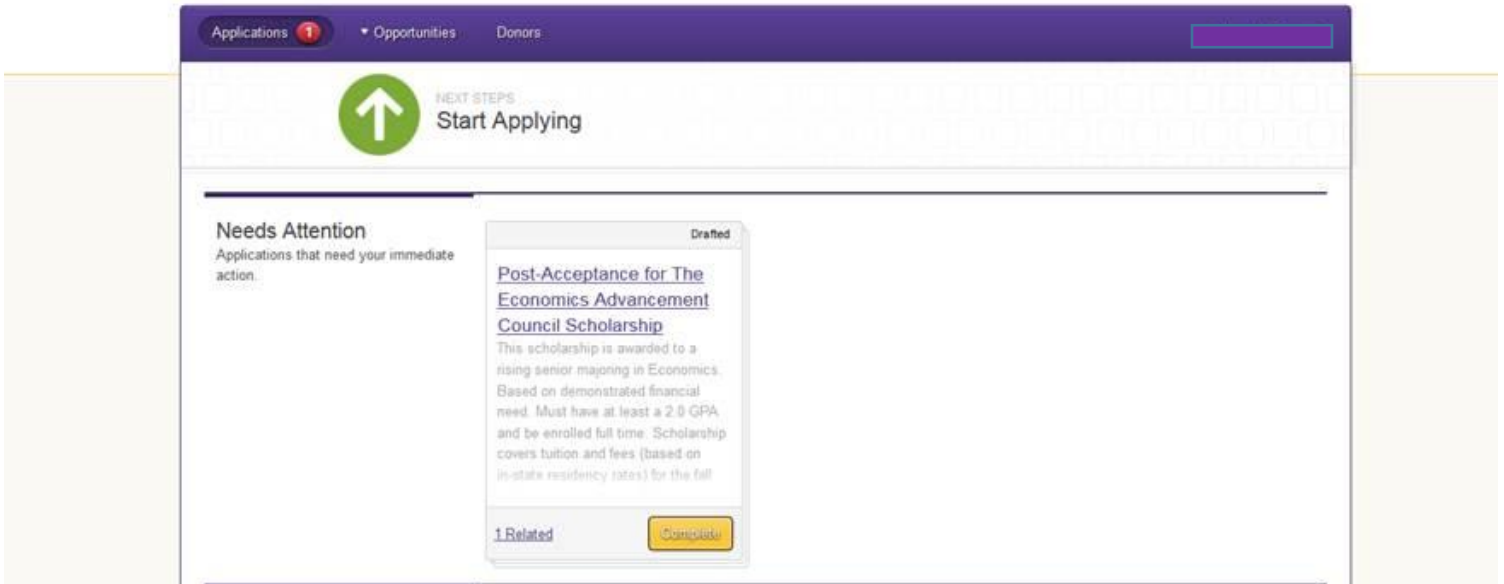 Applications 1 ▾ Opportunities Donors
NEXT STEPS
Start Applying
Needs Attention
Applications that need your immediate
action.
Drafted
Post-Acceptance for The
Economics Advancement
Council Scholarship
This scholarship is awarded to a
rising senior majoring in Economics.
Based on demonstrated financial
need. Must have at least a 2.0 GPA
and be enrolled full time. Scholarship
covers tuition and fees (based on
in-state residency rates) for the fall
1 Related Complete